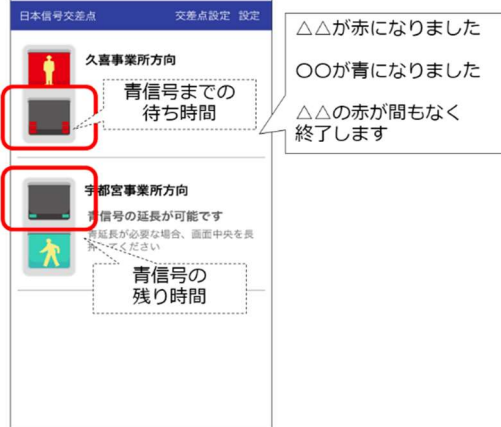 日本信号交差点
交差点設定 設定
△△が赤になりました
〇〇が青になりました
△△の赤が間もなく
終了します
久喜事業所方向
青信号までの
待ち時間
宇都宮事業所方向
青信号の延長が可能です
青延長が必要な場合、画面中央を長
押ししてください
青信号の
残り時間